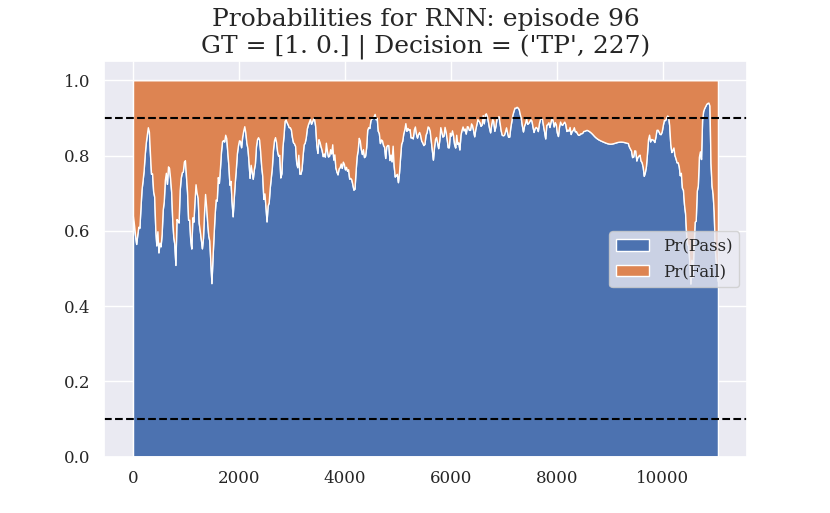 Probabilities for RNN: episode 96
GT = [1. 0.] | Decision = ('TP', 227)
1.0
0.8
0.6
0.4
0.2
0.0
Pr(Pass)
Pr(Fail)
0 2000 4000 6000 8000 10000